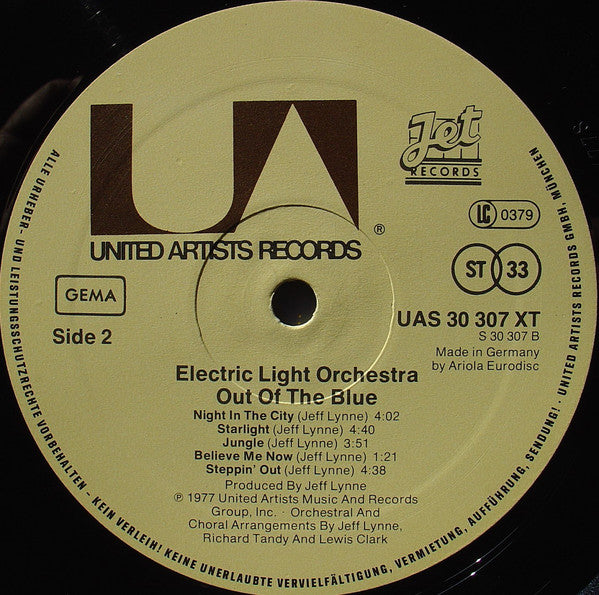 UA
®
UNITED ARTISTS RECORDS
Jet
RECORDS
LC 0379
GEMA
ST 33
Side 2
UAS 30 307 XT
S 30 307 B
Made in Germany
by Ariola Eurodisc
Electric Light Orchestra
Out Of The Blue
Night In The City (Jeff Lynne) 4:02
Starlight (Jeff Lynne) 4:40
Jungle (Jeff Lynne) 3:51
Believe Me Now (Jeff Lynne) 1:21
Steppin' Out (Jeff Lynne) 4:38
Produced By Jeff Lynne
℗ 1977 United Artists Music And Records
Group, Inc. · Orchestral And
Choral Arrangements By Jeff Lynne,
Richard Tandy And Lewis Clark
ALLE URHEBER- UND LEISTUNGSSCHUTZRECHTE VORBEHALTEN - KEIN VERLEIH! KEINE UNERLAUBTE VERVIELFÄLTIGUNG, VERMIETUNG, AUFFÜHRUNG, SENDUNG! · UNITED ARTISTS RECORDS GMBH, MÜNCHEN